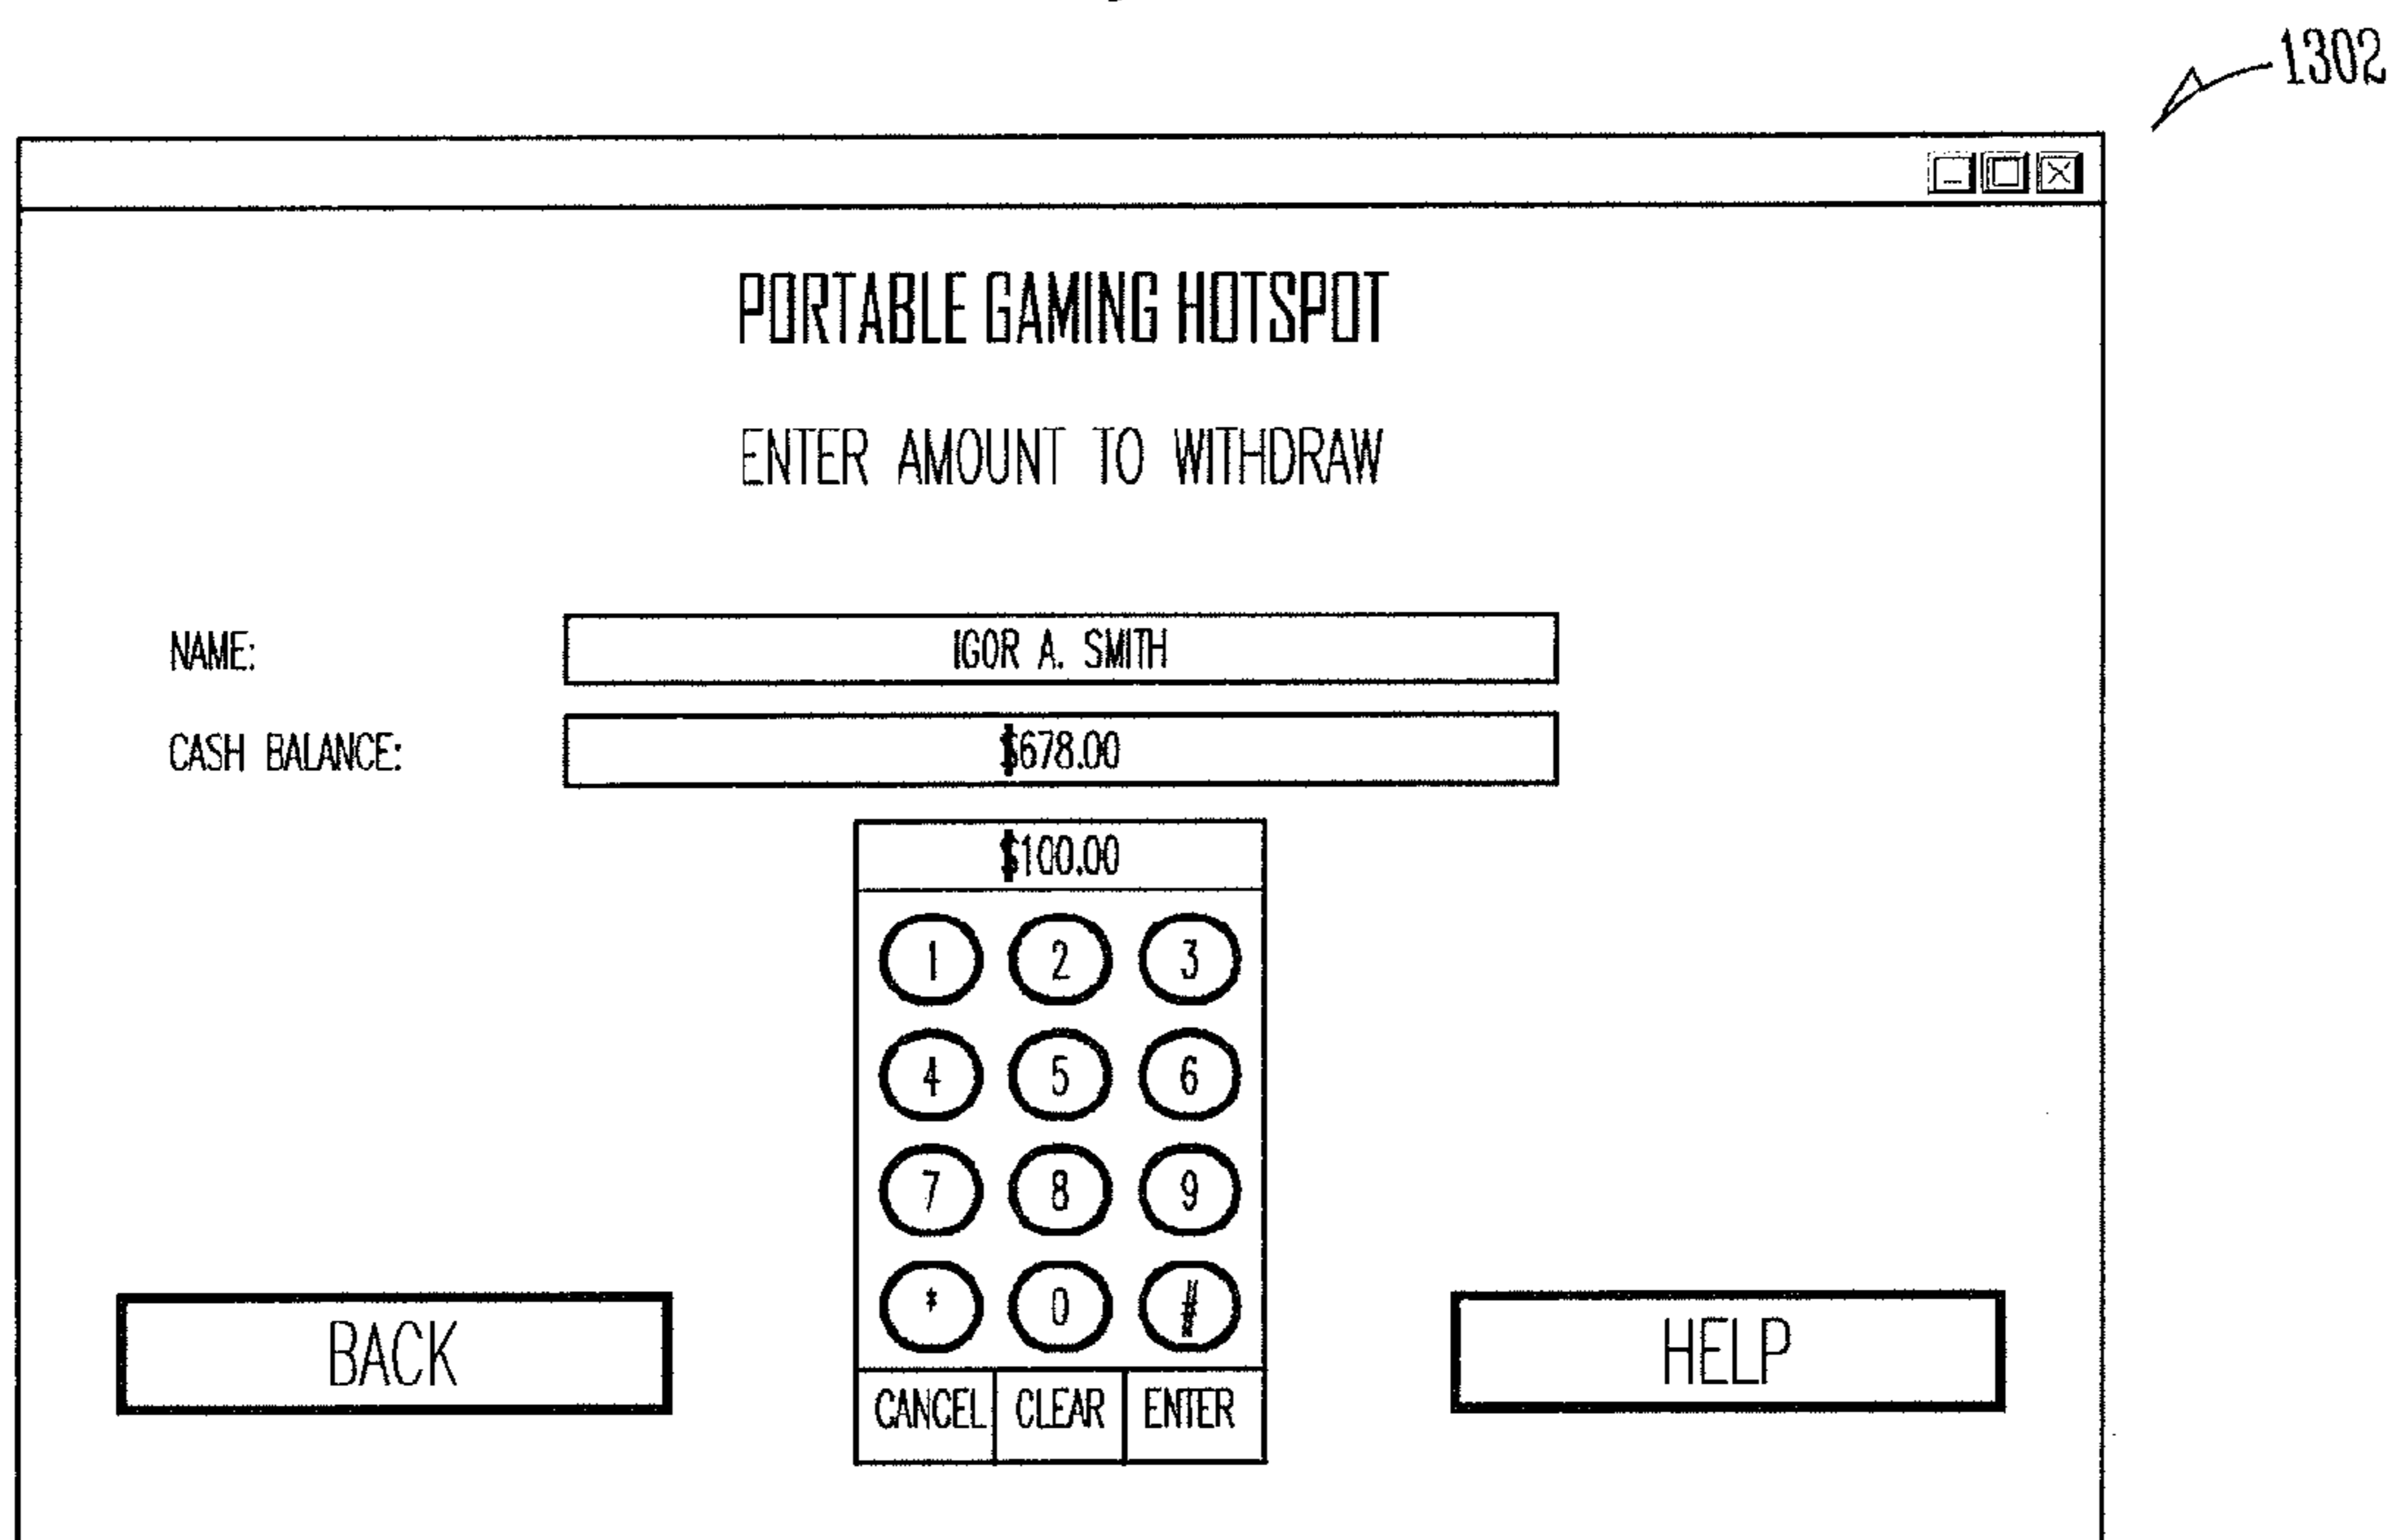 1302
PORTABLE GAMING HOTSPOT
ENTER AMOUNT TO WITHDRAW
NAME: IGOR A. SMITH
CASH BALANCE: $678.00
$100.00
1 2 3
4 5 6
7 8 9
* 0 #
BACK
HELP
CANCEL CLEAR ENTER